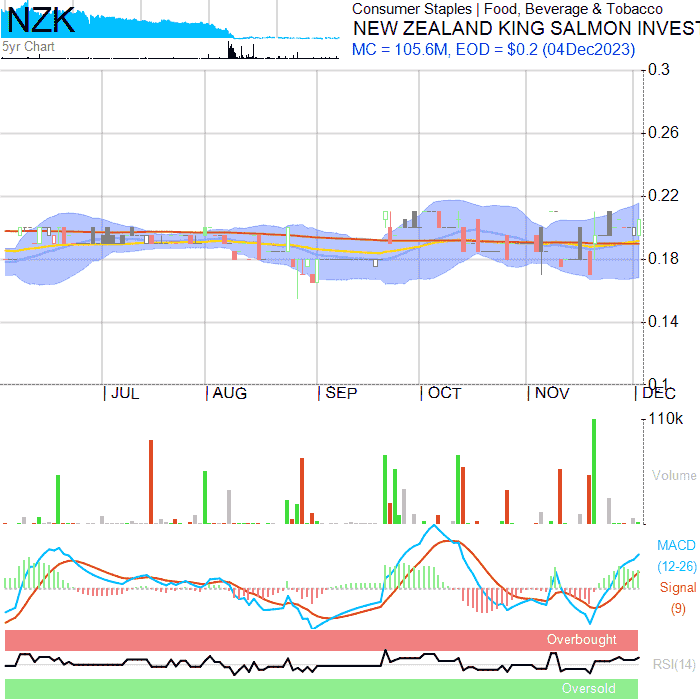 NZK
5yr Chart
Consumer Staples | Food, Beverage & Tobacco
NEW ZEALAND KING SALMON INVEST
MC = 105.6M, EOD = $0.2 (04Dec2023)
0.3
0.26
0.22
0.18
0.14
0.1
JUL AUG SEP OCT NOV DEC
110k
Volume
MACD
(12-26)
Signal
(9)
Overbought
RSI(14)
Oversold